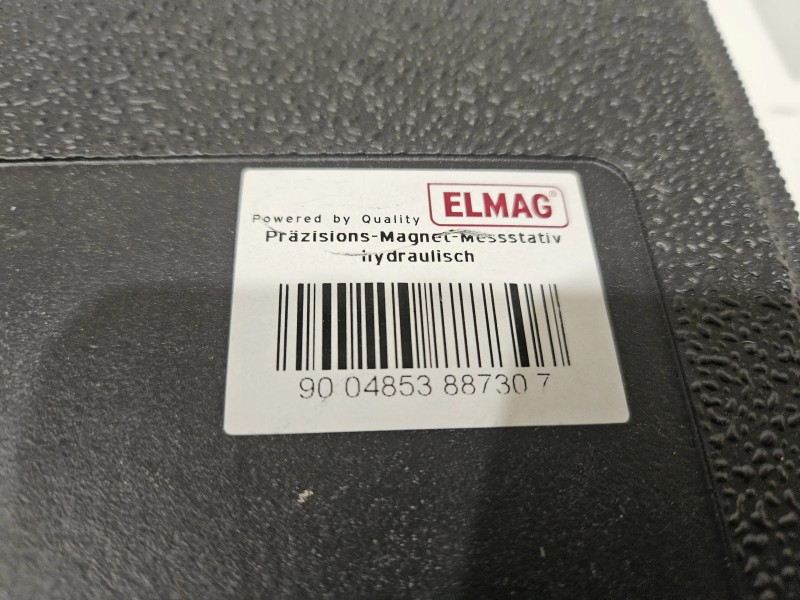 Powered by Quality ELMAG®
Präzisions-Magnet-Messstativ
hydraulisch
90 04853 88730 7